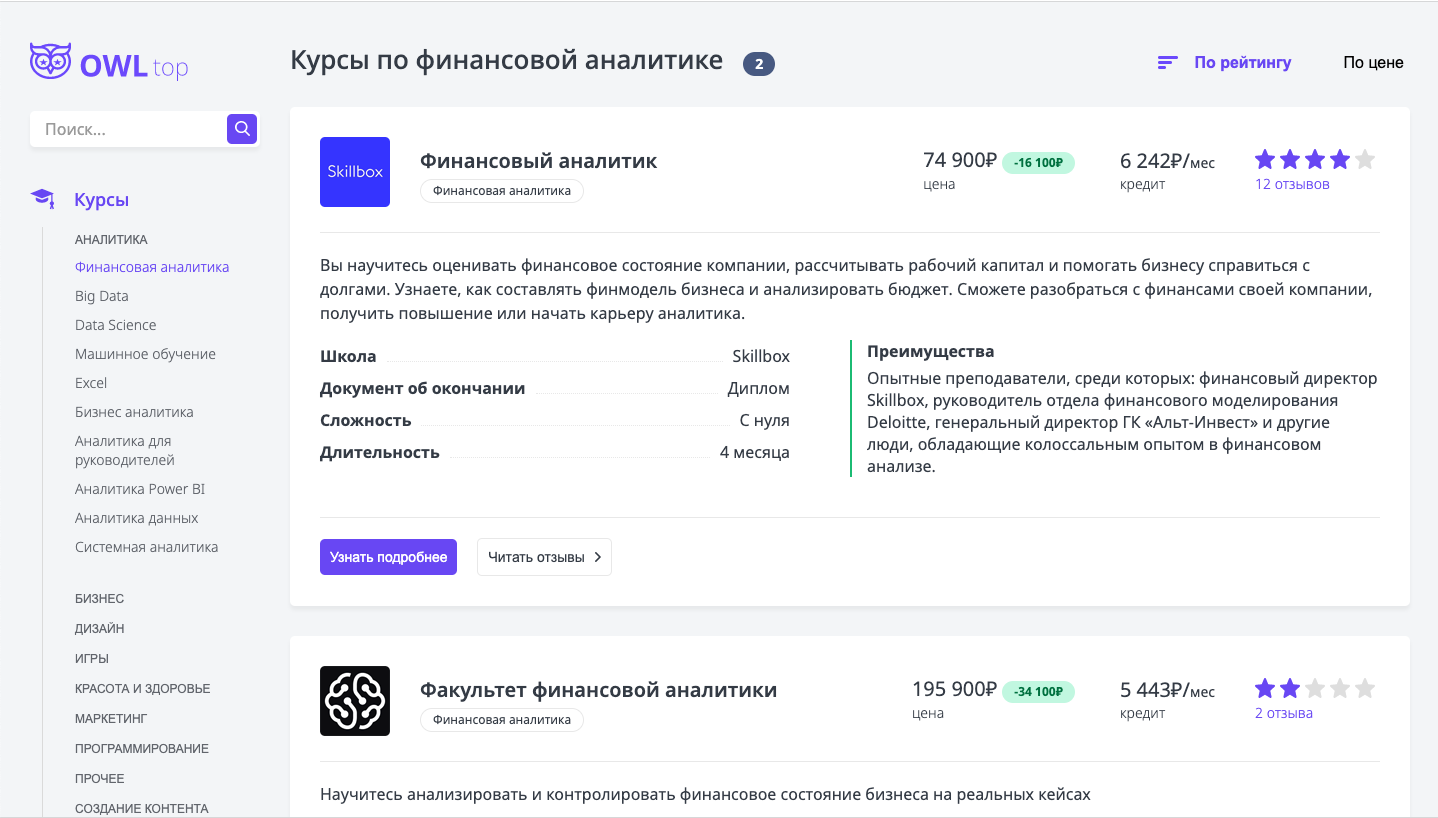 OWL top
Поиск...
Курсы
АНАЛИТИКА
Финансовая аналитика
Big Data
Data Science
Машинное обучение
Excel
Бизнес аналитика
Аналитика для
руководителей
Аналитика Power BI
Аналитика данных
Системная аналитика
БИЗНЕС
ДИЗАЙН
ИГРЫ
КРАСОТА И ЗДОРОВЬЕ
МАРКЕТИНГ
ПРОГРАММИРОВАНИЕ
ПРОЧЕЕ
СОЗДАНИЕ КОНТЕНТА
Курсы по финансовой аналитике 2
По рейтингу По цене
Skillbox
Финансовый аналитик
Финансовая аналитика
74 900₽ -16 100₽
цена
6 242₽/мес
кредит
12 отзывов
Вы научитесь оценивать финансовое состояние компании, рассчитывать рабочий капитал и помогать бизнесу справиться с
долгами. Узнаете, как составлять финмодель бизнеса и анализировать бюджет. Сможете разобраться с финансами своей компании,
получить повышение или начать карьеру аналитика.
Школа Skillbox
Документ об окончании Диплом
Сложность С нуля
Длительность 4 месяца
Преимущества
Опытные преподаватели, среди которых: финансовый директор
Skillbox, руководитель отдела финансового моделирования
Deloitte, генеральный директор ГК «Альт-Инвест» и другие
люди, обладающие колоссальным опытом в финансовом
анализе.
Узнать подробнее Читать отзывы
Факультет финансовой аналитики
Финансовая аналитика
195 900₽ -34 100₽
цена
5 443₽/мес
кредит
2 отзыва
Научитесь анализировать и контролировать финансовое состояние бизнеса на реальных кейсах